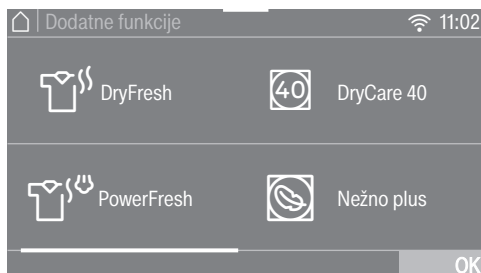 Dodatne funkcije 11:02
DryFresh 40 DryCare 40
PowerFresh Nežno plus
OK